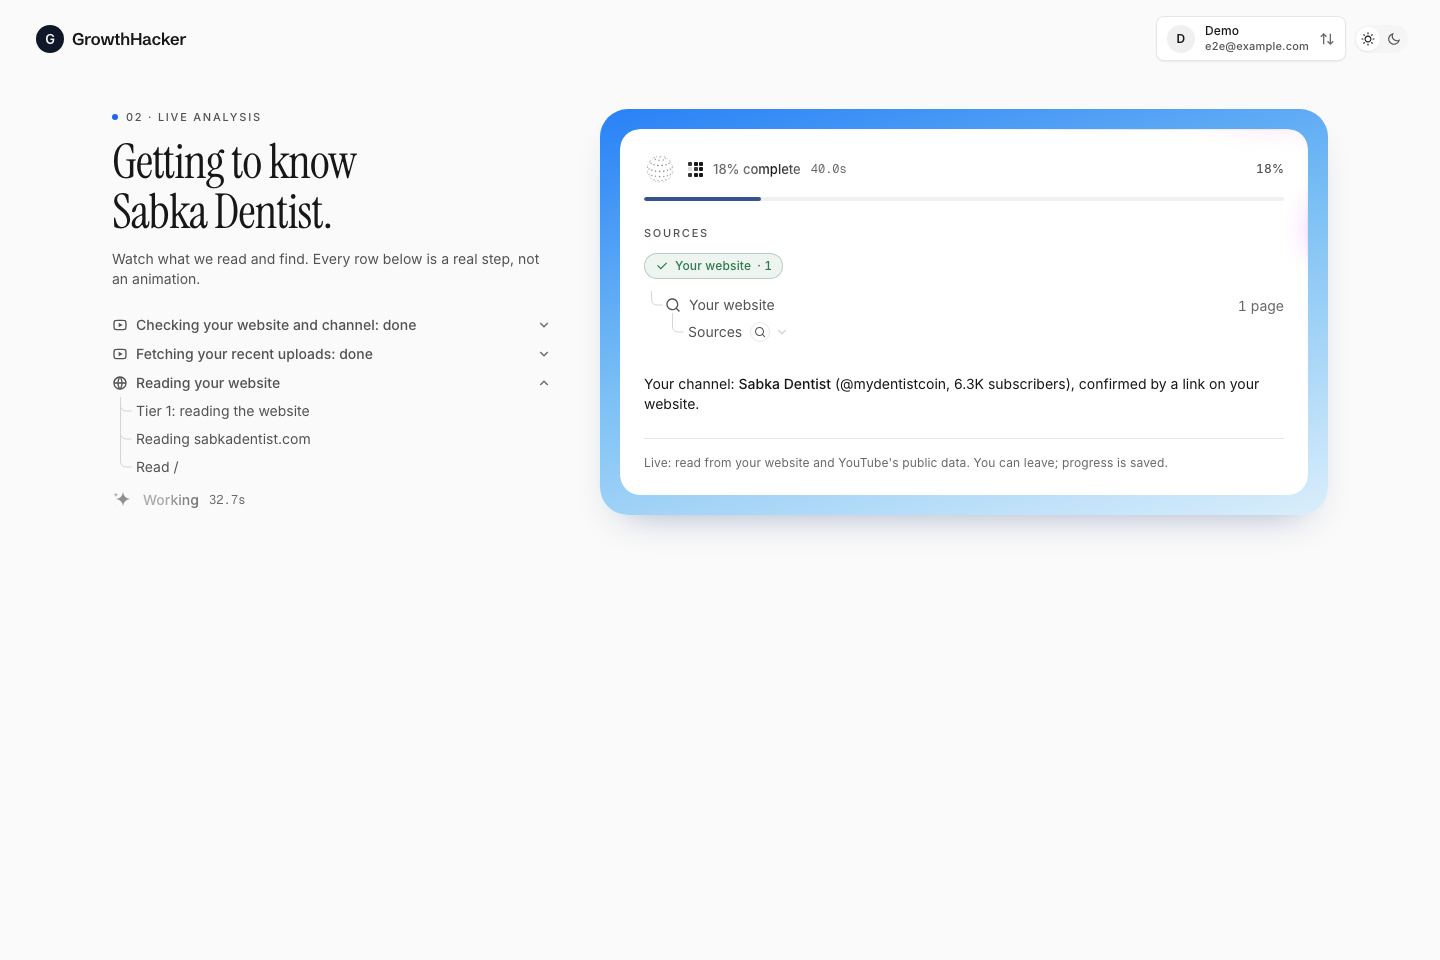 G GrowthHacker
D
Demo
e2e@example.com
02 · LIVE ANALYSIS
Getting to know
Sabka Dentist.
Watch what we read and find. Every row below is a real step, not
an animation.
Checking your website and channel: done
Fetching your recent uploads: done
Reading your website
Tier 1: reading the website
Reading sabkadentist.com
Read /
Working 32.7s
18% complete 40.0s 18%
SOURCES
Your website · 1
Your website 1 page
Sources
Your channel: Sabka Dentist (@mydentistcoin, 6.3K subscribers), confirmed by a link on your
website.
Live: read from your website and YouTube's public data. You can leave; progress is saved.